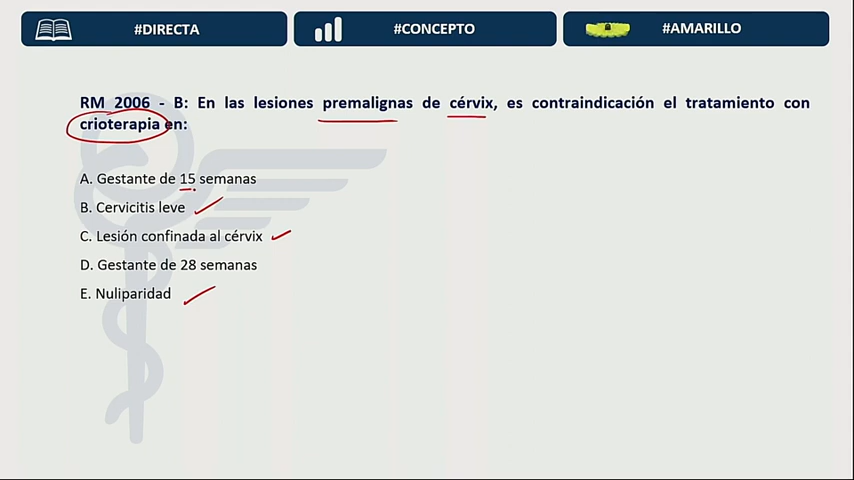 #DIRECTA
#CONCEPTO
#AMARILLO
RM 2006 - B: En las lesiones premalignas de cérvix, es contraindicación el tratamiento con
crioterapia en:
A. Gestante de 15 semanas
B. Cervicitis leve
C. Lesión confinada al cérvix
D. Gestante de 28 semanas
E. Nuliparidad